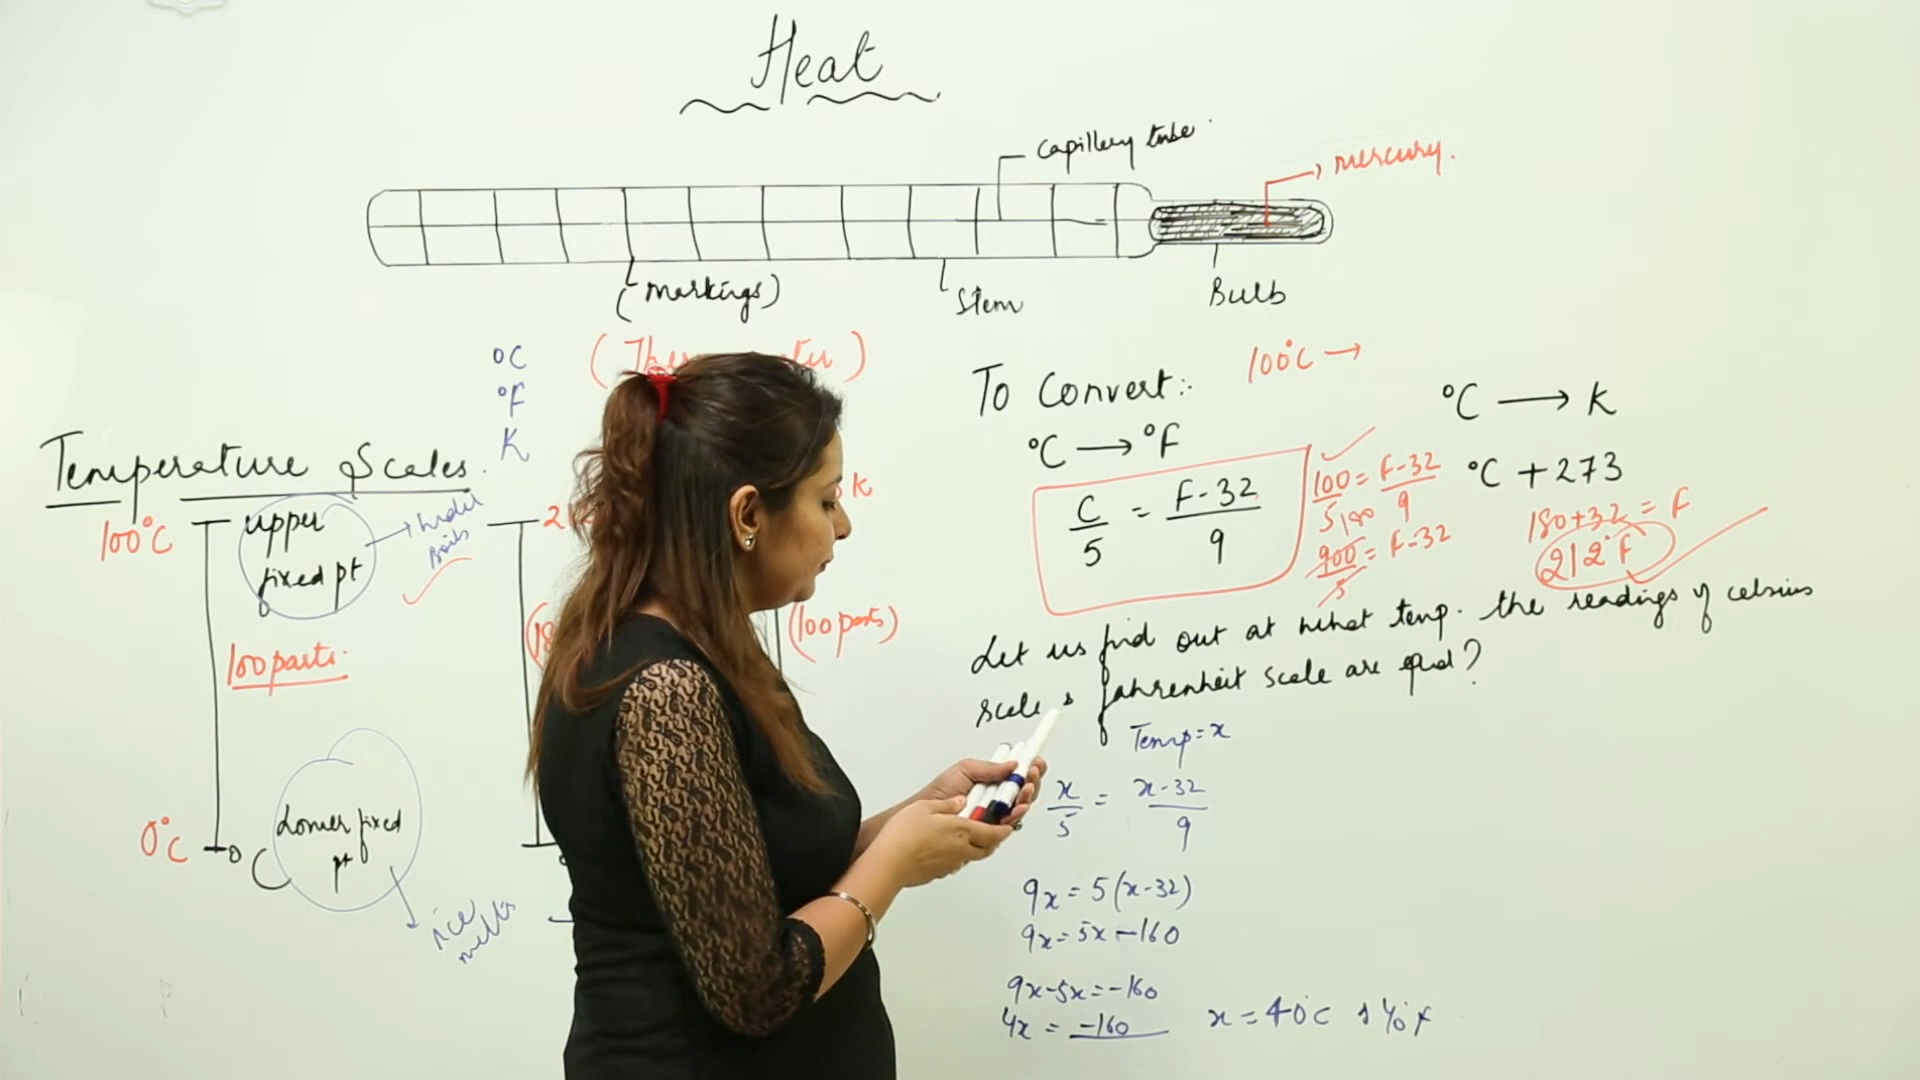 Heat
capillary tube
mercury.
(markings)
Stem
Bulb
°C
°F
K
Temperature Scales.
100°C
upper
fixed pt
100 parts.
0°C
°C
Lower fixed
pt
ice
melts
K
(100 parts)
To Convert:
100°C →
°C → °F
C/5 = F-32/9
100/5 = F-32/9
180
900/5 = F-32
°C → K
°C + 273
180+32 = F
212°F
Let us find out at what temp. the readings of celsius
scale & fahrenheit scale are equal?
Temp = x
x/5 = x-32/9
9x = 5(x-32)
9x = 5x - 160
9x-5x = -160
4x = -160
x = 40°C & 40°F